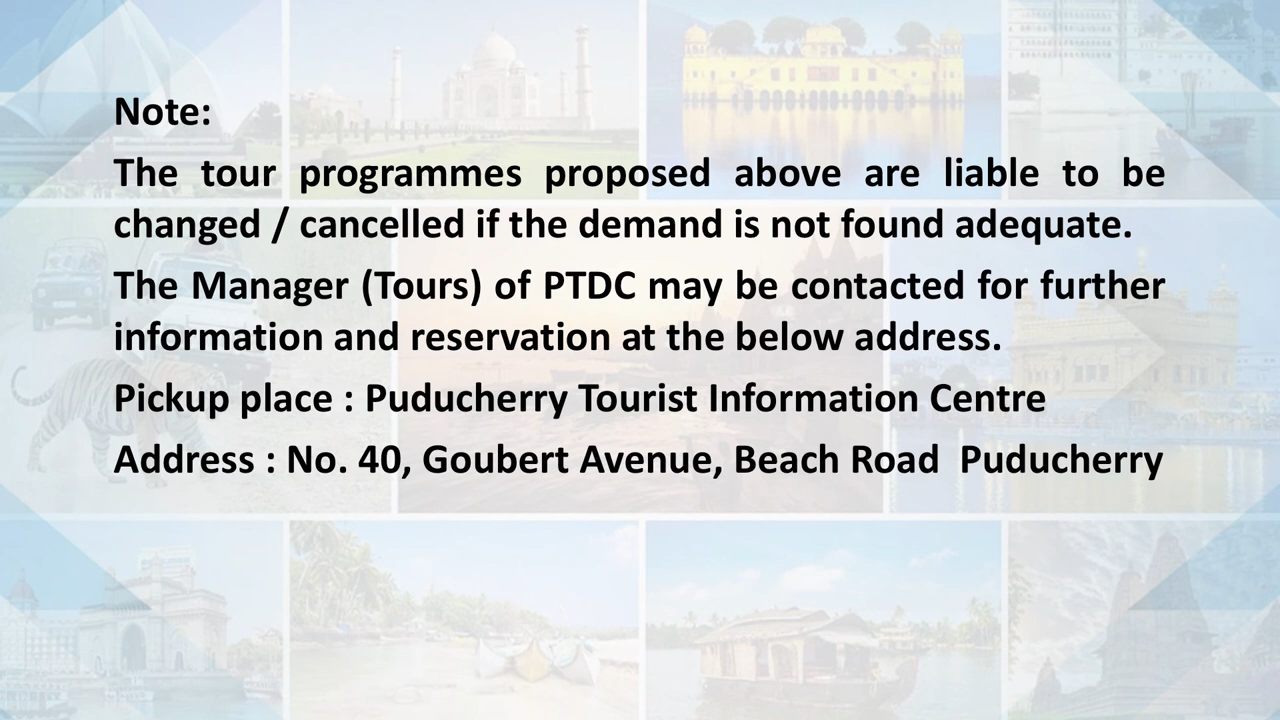 Note:
The tour programmes proposed above are liable to be
changed / cancelled if the demand is not found adequate.
The Manager (Tours) of PTDC may be contacted for further
information and reservation at the below address.
Pickup place : Puducherry Tourist Information Centre
Address : No. 40, Goubert Avenue, Beach Road  Puducherry